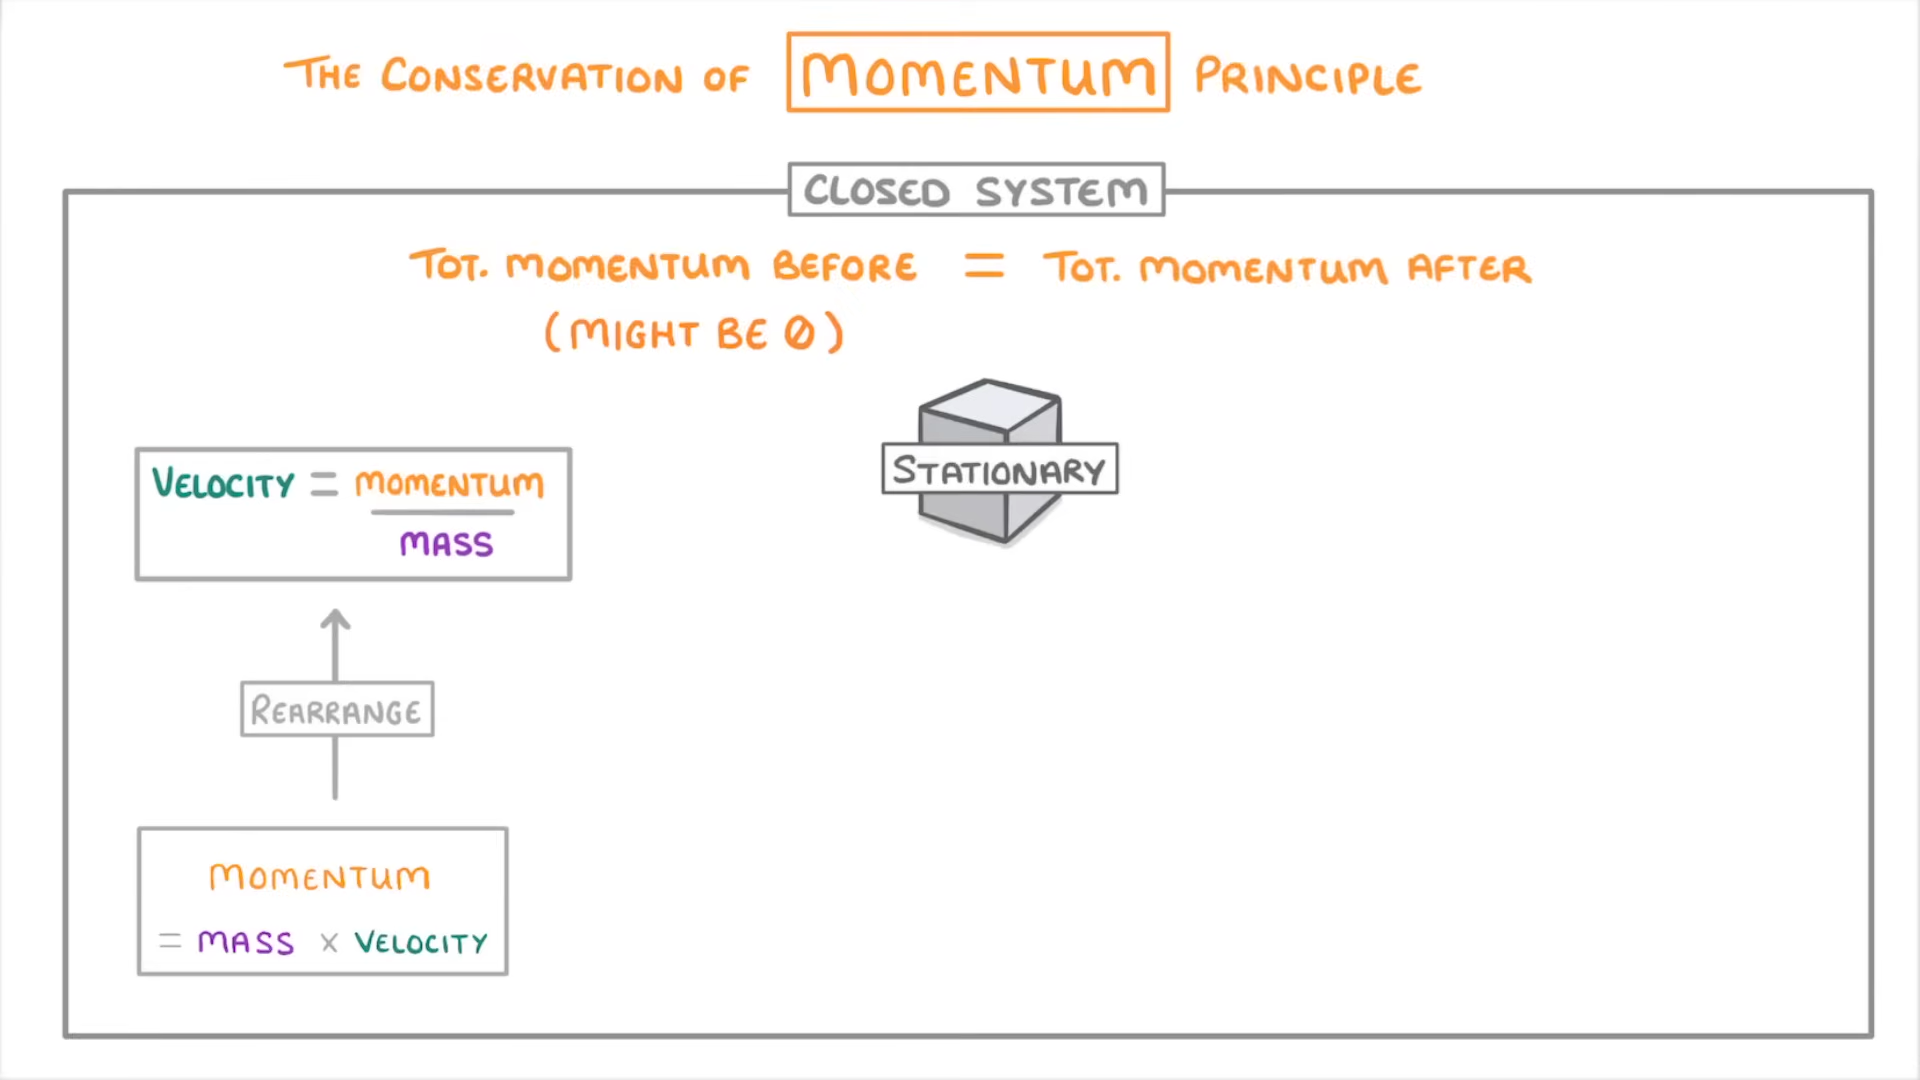 THE CONSERVATION OF MOMENTUM PRINCIPLE
CLOSED SYSTEM
TOT. MOMENTUM BEFORE = TOT. MOMENTUM AFTER
(MIGHT BE 0)
STATIONARY
VELOCITY = MOMENTUM
MASS
REARRANGE
MOMENTUM
= MASS × VELOCITY